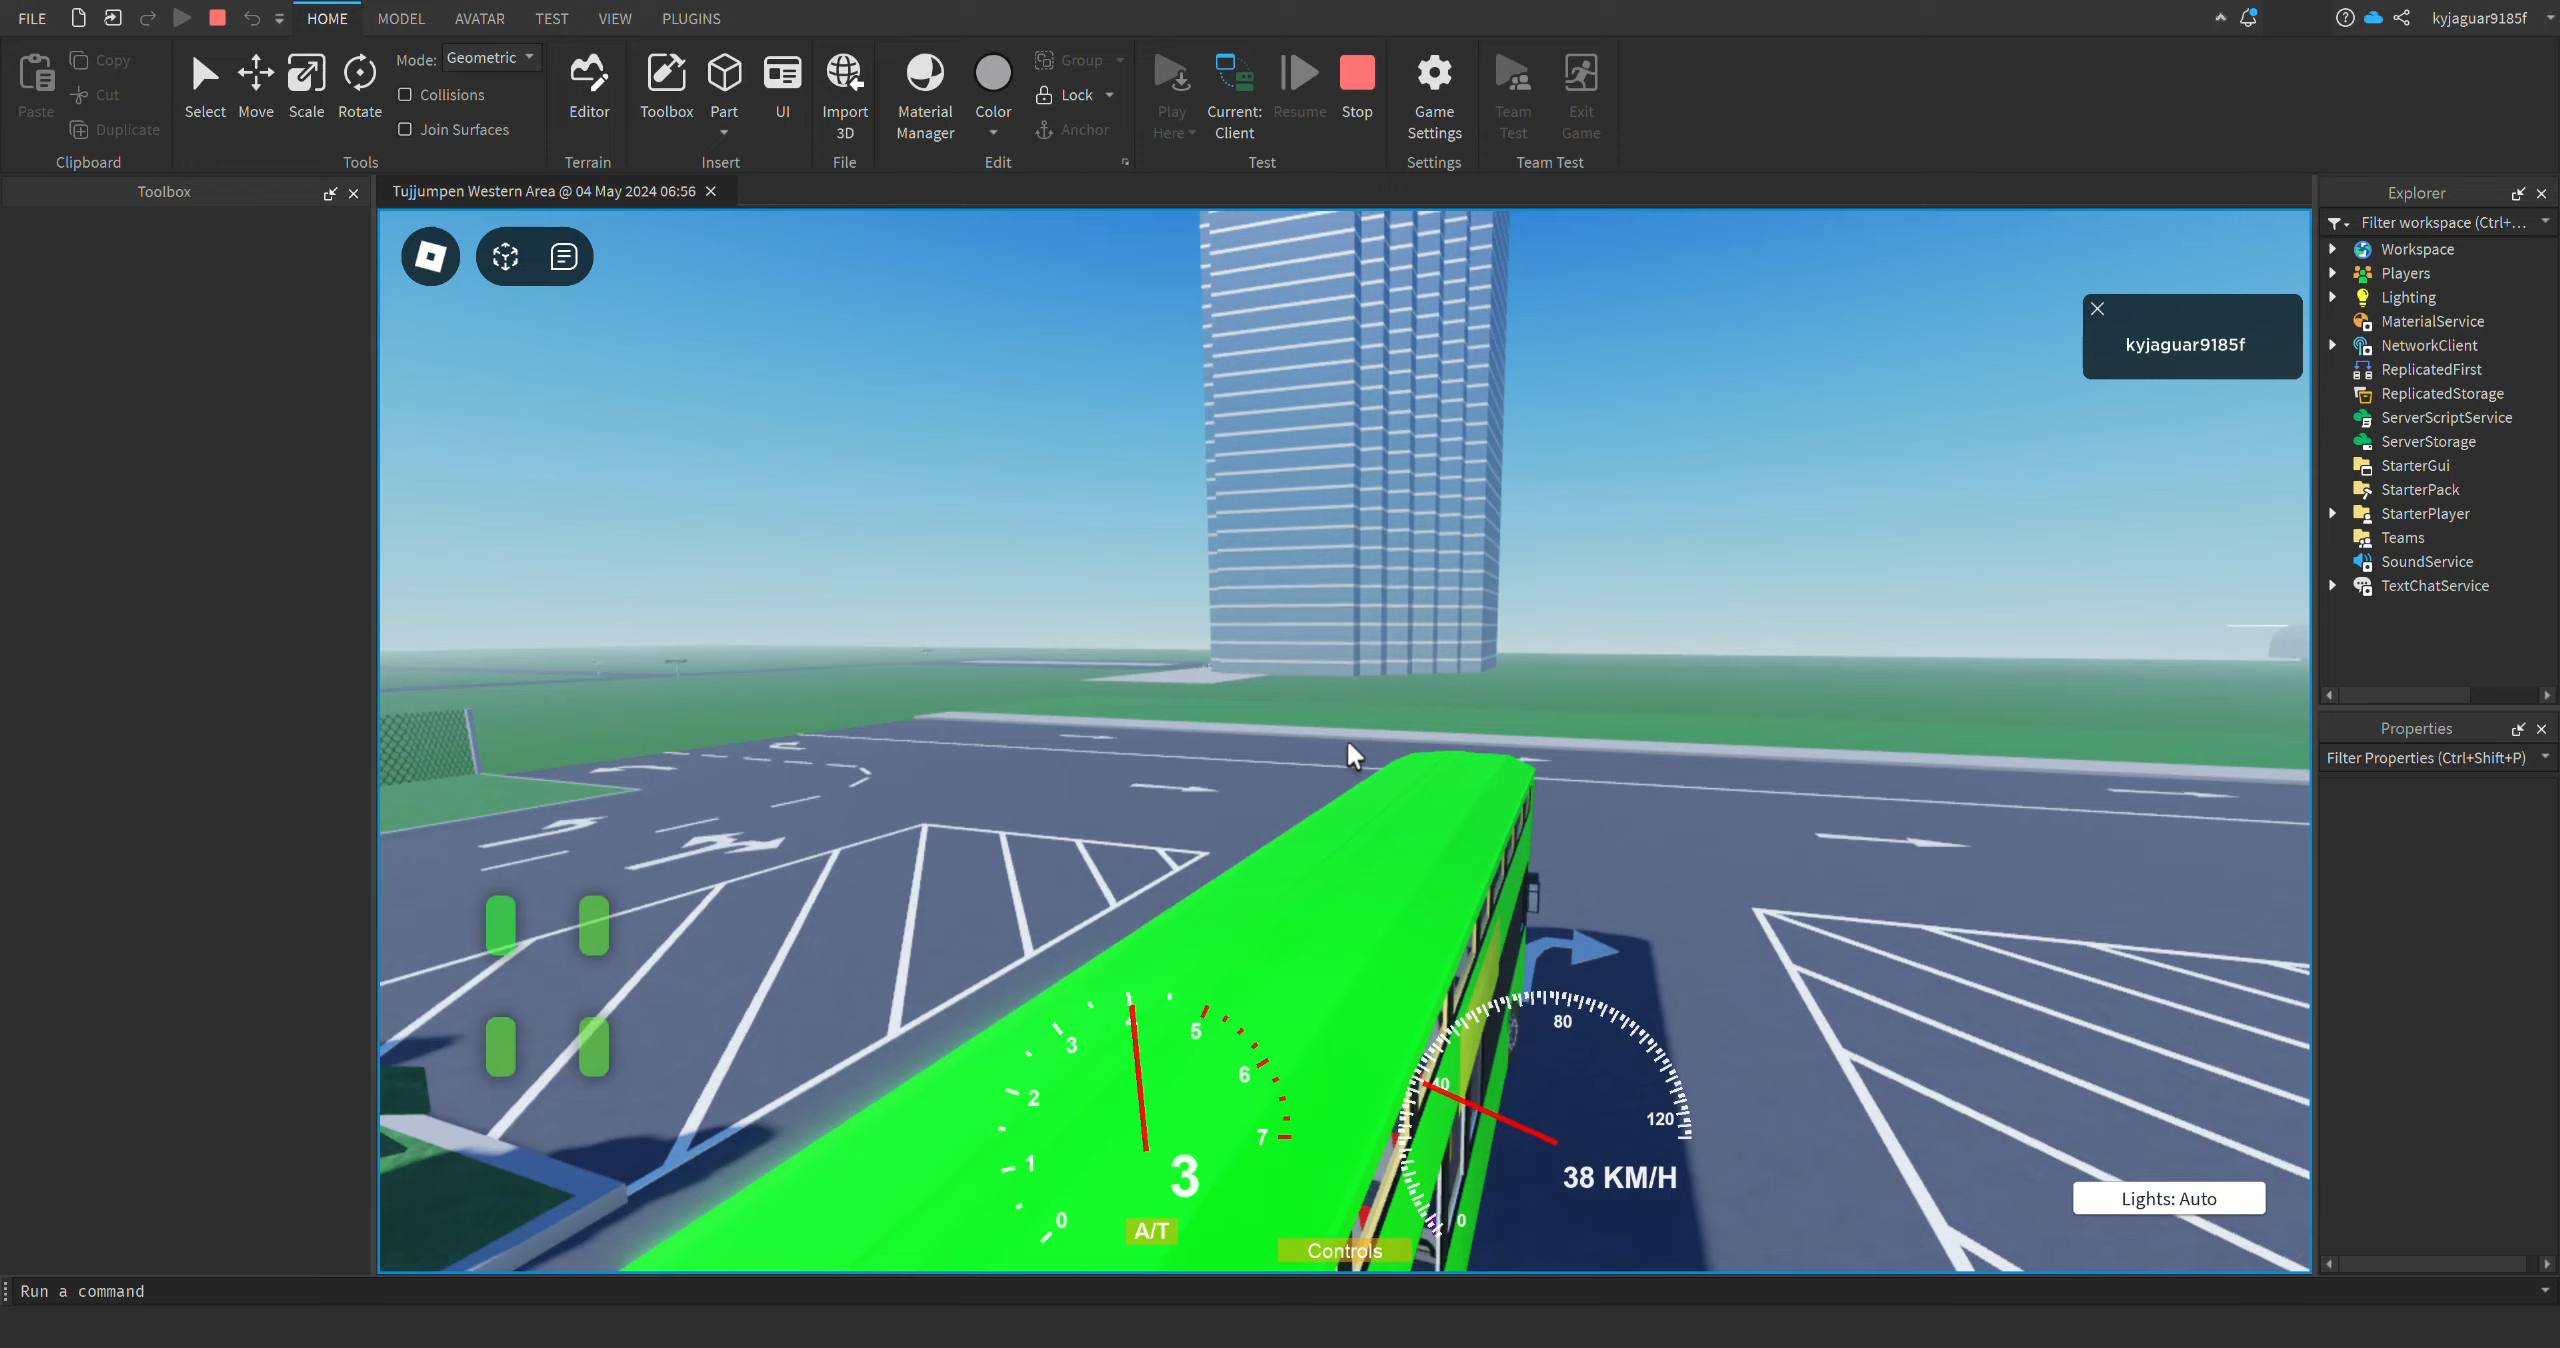 FILE HOME MODEL AVATAR TEST VIEW PLUGINS kyjaguar9185f
Paste Copy Cut Duplicate
Clipboard
Select Move Scale Rotate
Mode: Geometric
Collisions
Join Surfaces
Tools
Editor
Terrain
Toolbox Part UI
Insert
Import 3D
File
Material Manager Color
Group
Lock
Anchor
Edit
Play Here Current: Client Resume Stop
Test
Game Settings
Settings
Team Test Exit Game
Team Test
Toolbox
Tujjumpen Western Area @ 04 May 2024 06:56
kyjaguar9185f
0 1 2 3 4 5 6 7
3
A/T
0 40 80 120
38 KM/H
Controls
Lights: Auto
Explorer
Filter workspace (Ctrl+...
Workspace
Players
Lighting
MaterialService
NetworkClient
ReplicatedFirst
ReplicatedStorage
ServerScriptService
ServerStorage
StarterGui
StarterPack
StarterPlayer
Teams
SoundService
TextChatService
Properties
Filter Properties (Ctrl+Shift+P)
Run a command